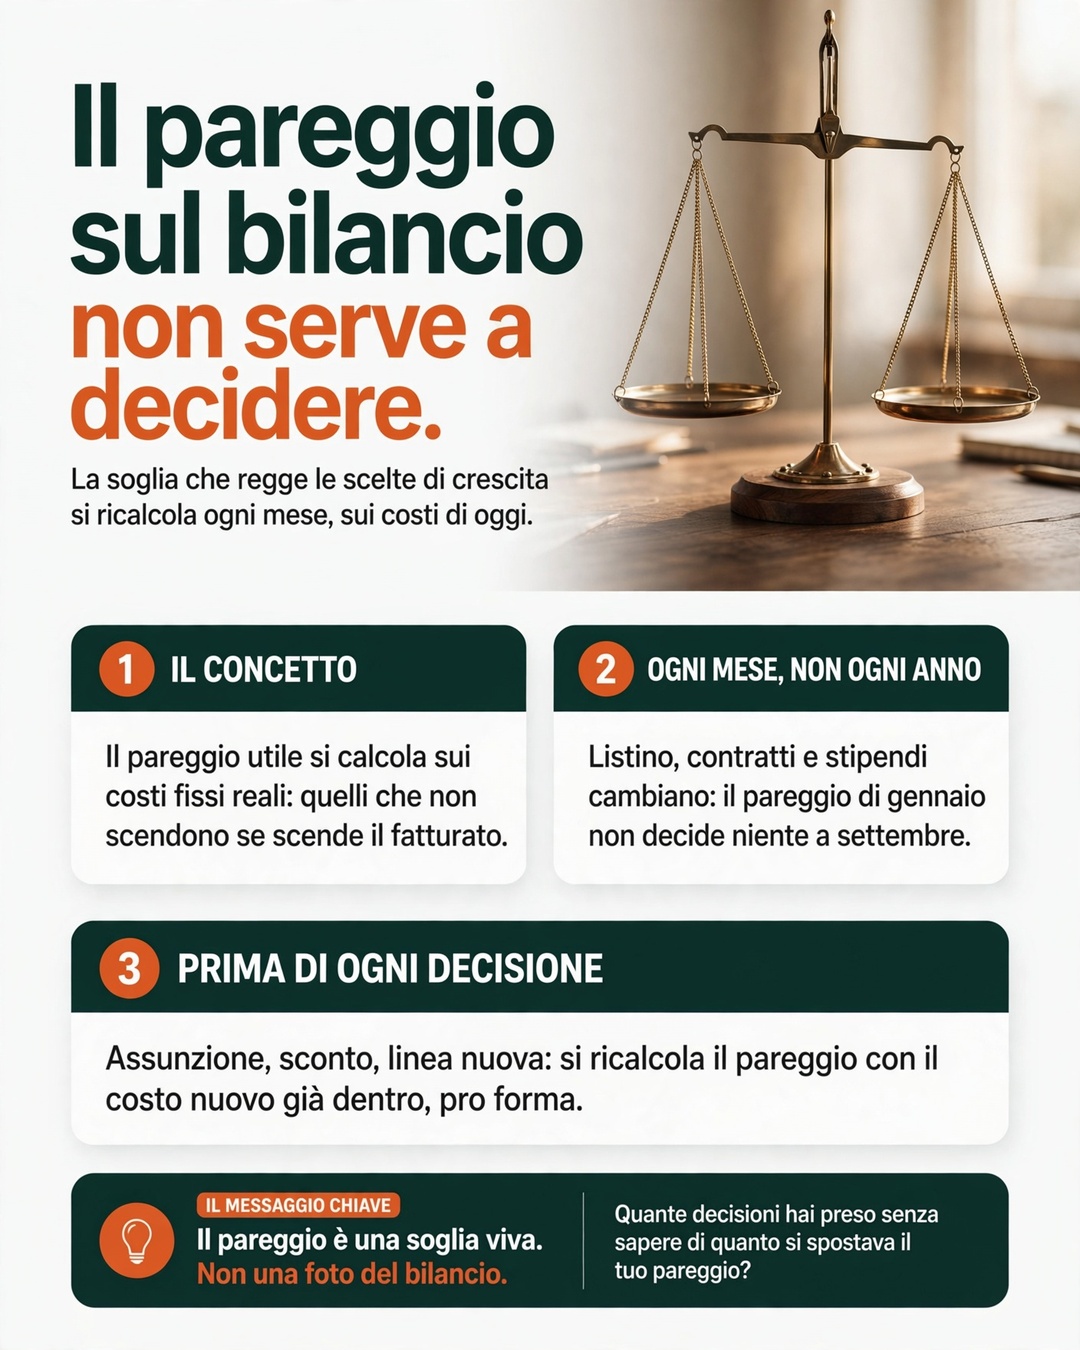 Il pareggio
sul bilancio
non serve a
decidere.
La soglia che regge le scelte di crescita
si ricalcola ogni mese, sui costi di oggi.
1 IL CONCETTO
Il pareggio utile si calcola sui
costi fissi reali: quelli che non
scendono se scende il fatturato.
2 OGNI MESE, NON OGNI ANNO
Listino, contratti e stipendi
cambiano: il pareggio di gennaio
non decide niente a settembre.
3 PRIMA DI OGNI DECISIONE
Assunzione, sconto, linea nuova: si ricalcola il pareggio con il
costo nuovo già dentro, pro forma.
IL MESSAGGIO CHIAVE
Il pareggio è una soglia viva.
Non una foto del bilancio.
Quante decisioni hai preso senza
sapere di quanto si spostava il
tuo pareggio?